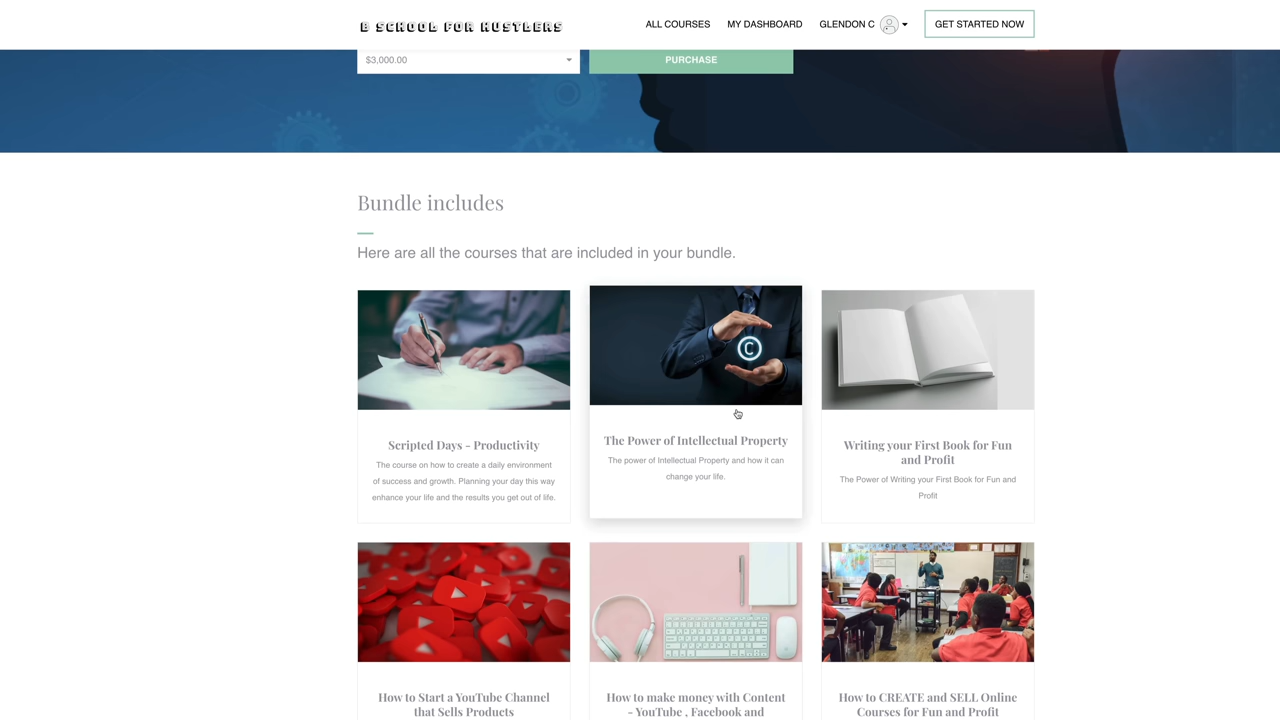 B SCHOOL FOR HUSTLERS
ALL COURSES
MY DASHBOARD
GLENDON C
GET STARTED NOW
$3,000.00
PURCHASE
Bundle includes
Here are all the courses that are included in your bundle.
C
Scripted Days - Productivity
The course on how to create a daily environment
of success and growth. Planning your day this way
enhance your life and the results you get out of life.
The Power of Intellectual Property
The power of Intellectual Property and how it can
change your life.
Writing your First Book for Fun
and Profit
The Power of Writing your First Book for Fun and
Profit
How to Start a YouTube Channel
that Sells Products
How to make money with Content
- YouTube , Facebook and
How to CREATE and SELL Online
Courses for Fun and Profit